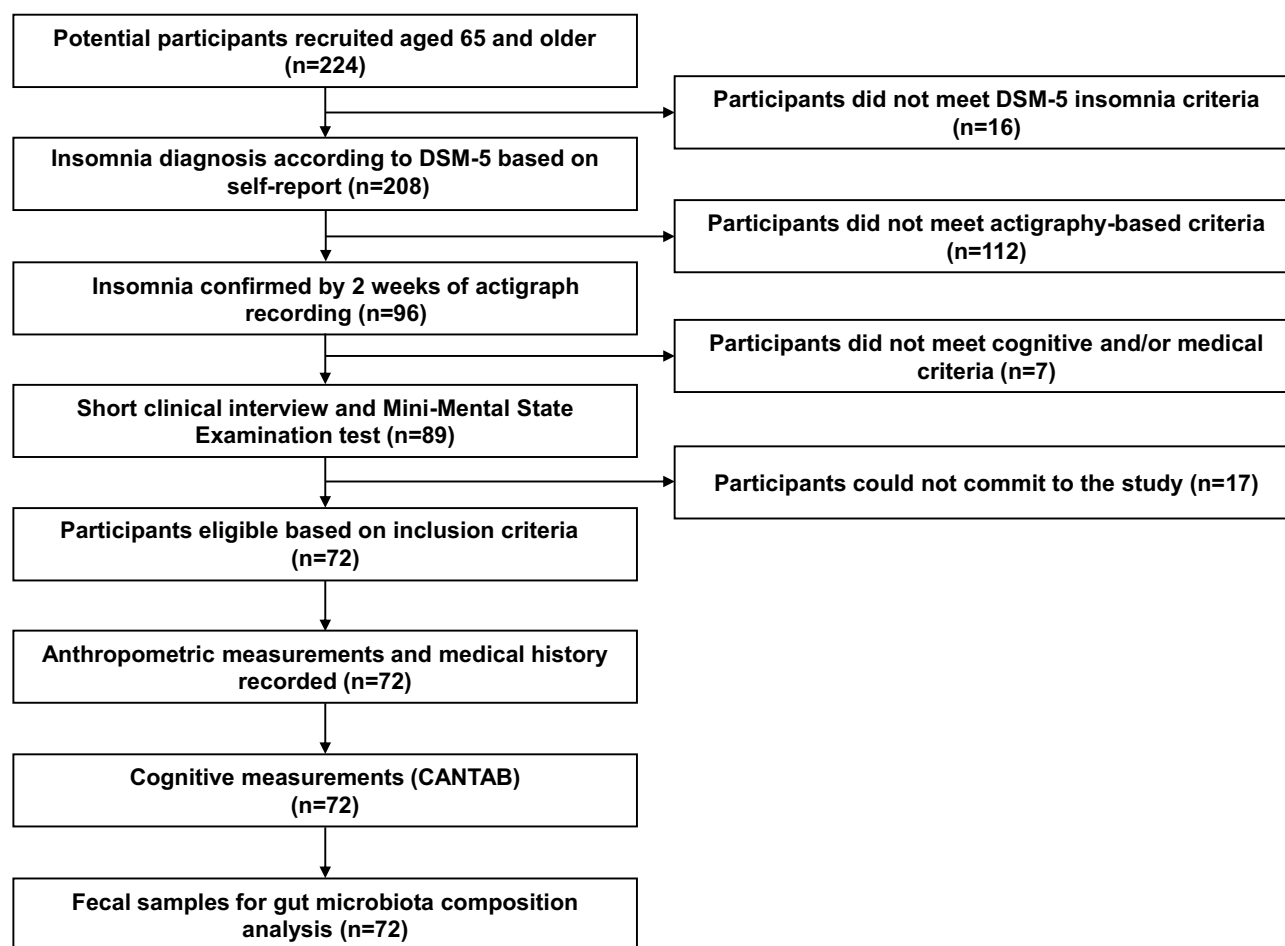 Potential participants recruited aged 65 and older
(n=224)
Participants did not meet DSM-5 insomnia criteria
(n=16)
Insomnia diagnosis according to DSM-5 based on
self-report (n=208)
Participants did not meet actigraphy-based criteria
(n=112)
Insomnia confirmed by 2 weeks of actigraph
recording (n=96)
Participants did not meet cognitive and/or medical
criteria (n=7)
Short clinical interview and Mini-Mental State
Examination test (n=89)
Participants could not commit to the study (n=17)
Participants eligible based on inclusion criteria
(n=72)
Anthropometric measurements and medical history
recorded (n=72)
Cognitive measurements (CANTAB)
(n=72)
Fecal samples for gut microbiota composition
analysis (n=72)